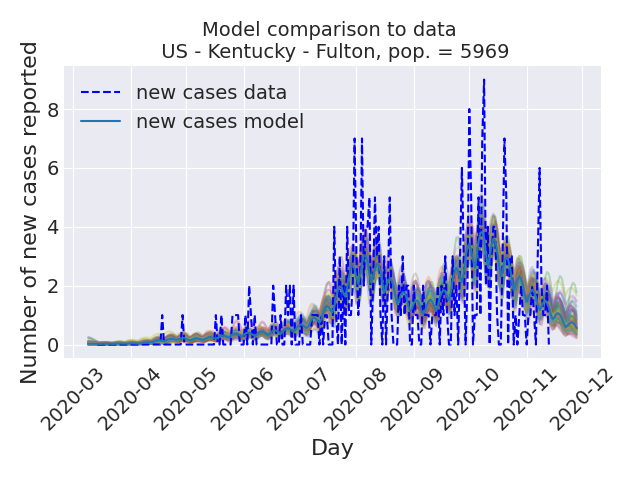 Model comparison to data
US - Kentucky - Fulton, pop. = 5969
new cases data
new cases model
Number of new cases reported
8
6
4
2
0
2020-03
2020-04
2020-05
2020-06
2020-07
2020-08
2020-09
2020-10
2020-11
2020-12
Day